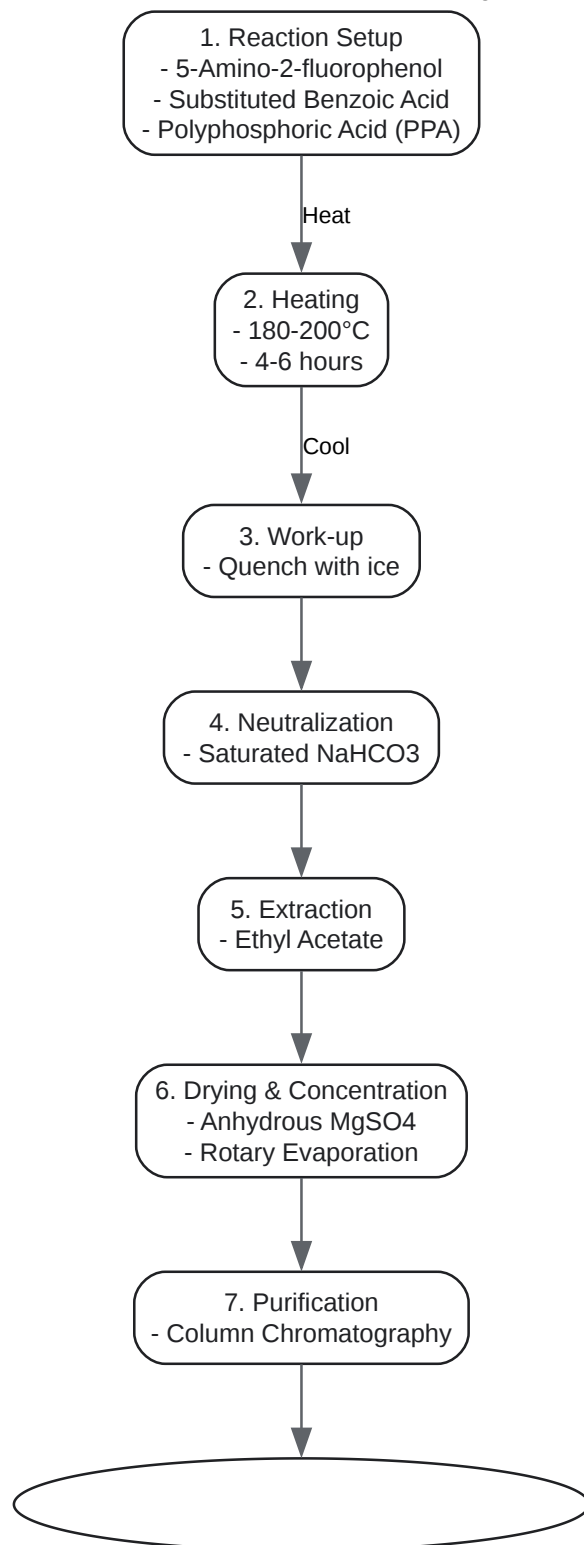 1. Reaction Setup
- 5-Amino-2-fluorophenol
- Substituted Benzoic Acid
- Polyphosphoric Acid (PPA)
Heat
2. Heating
- 180-200°C
- 4-6 hours
Cool
3. Work-up
- Quench with ice
4. Neutralization
- Saturated NaHCO3
5. Extraction
- Ethyl Acetate
6. Drying & Concentration
- Anhydrous MgSO4
- Rotary Evaporation
7. Purification
- Column Chromatography